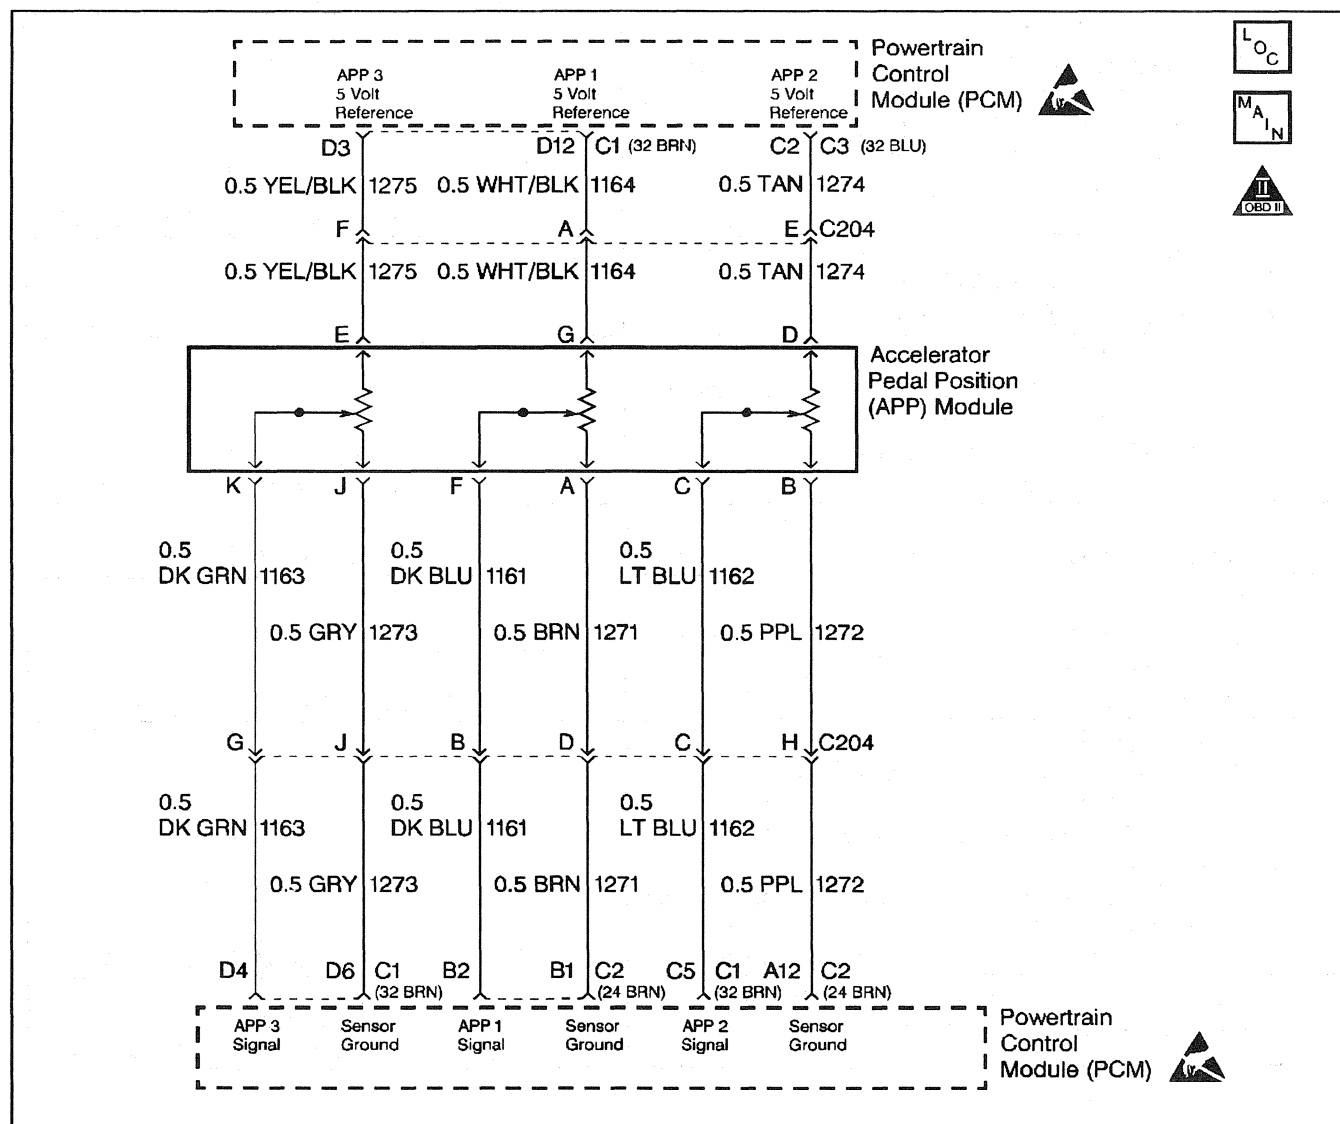 APP 3 APP 1 APP 2
5 Volt 5 Volt 5 Volt
Reference Reference Reference
Powertrain
Control
Module (PCM)
LOC
MAIN
II
OBD II
D3 D12 C1 (32 BRN) C2 C3 (32 BLU)
0.5 YEL/BLK 1275 0.5 WHT/BLK 1164 0.5 TAN 1274
F A E C204
0.5 YEL/BLK 1275 0.5 WHT/BLK 1164 0.5 TAN 1274
E G D
Accelerator
Pedal Position
(APP) Module
K J F A C B
0.5 0.5 0.5
DK GRN 1163 DK BLU 1161 LT BLU 1162
0.5 GRY 1273 0.5 BRN 1271 0.5 PPL 1272
G J B D C H C204
0.5 0.5 0.5
DK GRN 1163 DK BLU 1161 LT BLU 1162
0.5 GRY 1273 0.5 BRN 1271 0.5 PPL 1272
D4 D6 C1 B2 B1 C2 C5 C1 A12 C2
(32 BRN) (24 BRN) (32 BRN) (24 BRN)
APP 3 Sensor APP 1 Sensor APP 2 Sensor
Signal Ground Signal Ground Signal Ground
Powertrain
Control
Module (PCM)